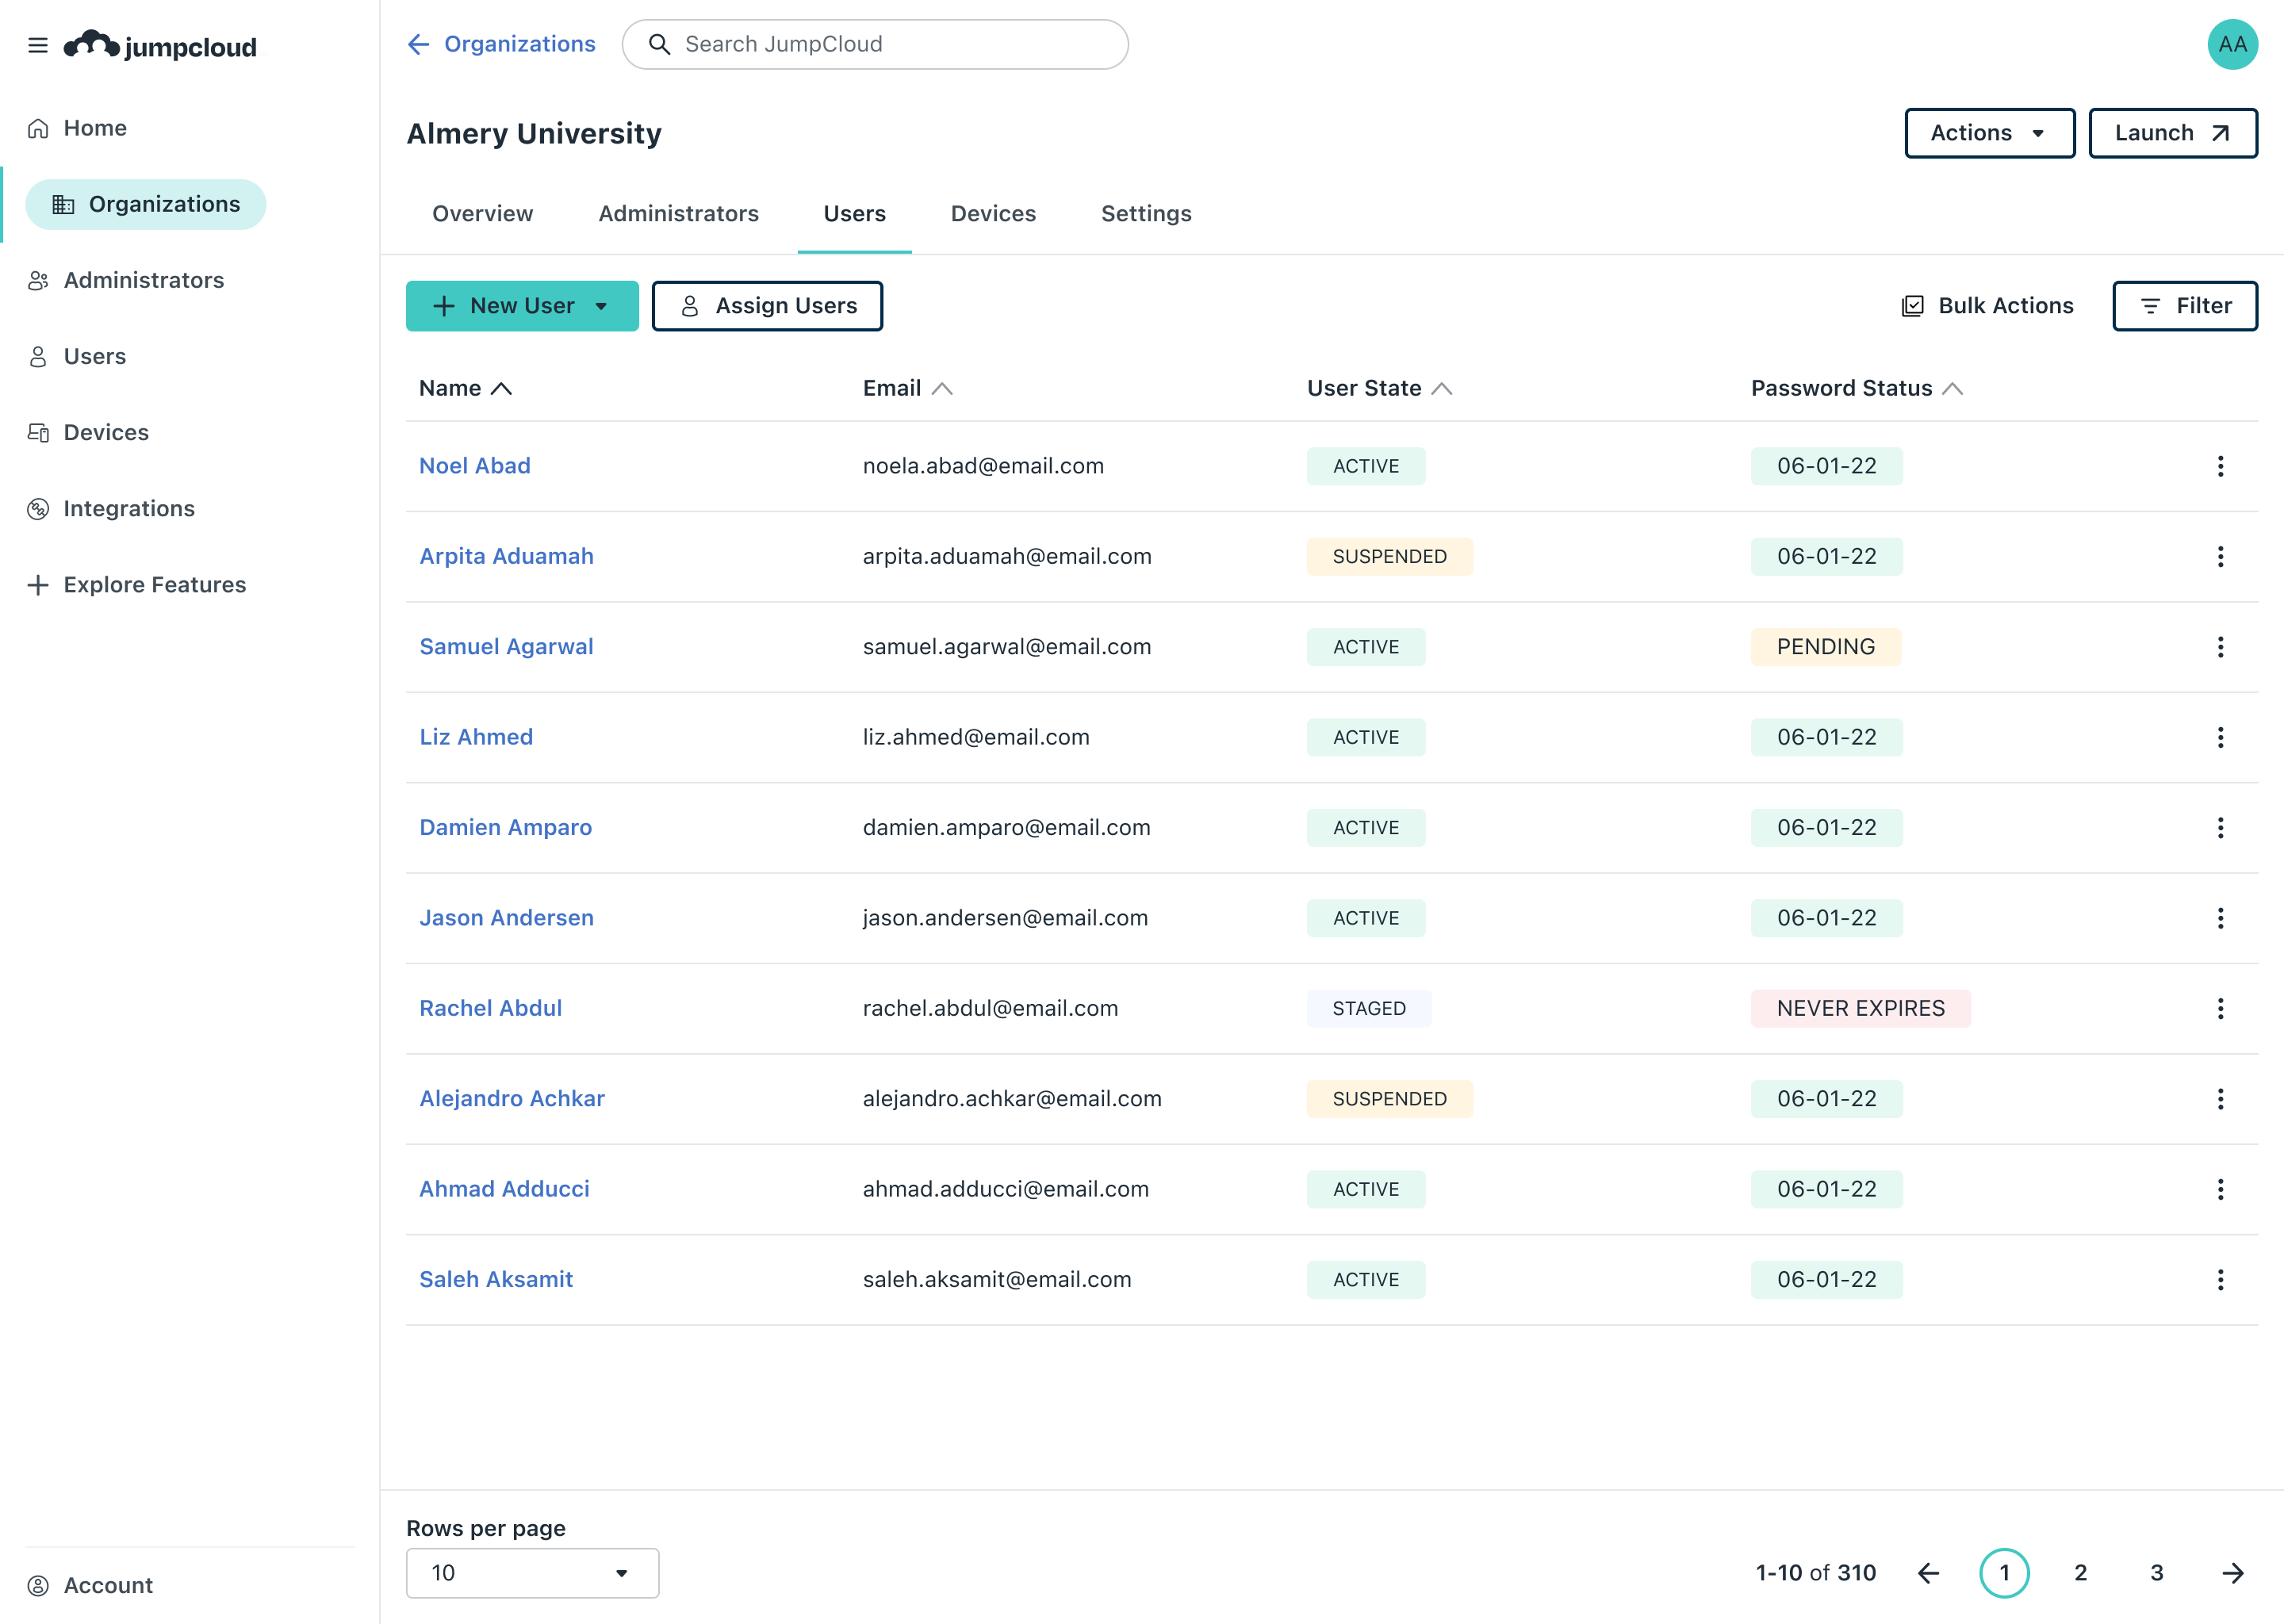 jumpcloud
Home
Organizations
Administrators
Users
Devices
Integrations
Explore Features
Account
Organizations
Search JumpCloud
AA
Almery University
Actions
Launch
Overview Administrators Users Devices Settings
New User
Assign Users
Bulk Actions
Filter
Name Email User State Password Status
Noel Abad noela.abad@email.com ACTIVE 06-01-22
Arpita Aduamah arpita.aduamah@email.com SUSPENDED 06-01-22
Samuel Agarwal samuel.agarwal@email.com ACTIVE PENDING
Liz Ahmed liz.ahmed@email.com ACTIVE 06-01-22
Damien Amparo damien.amparo@email.com ACTIVE 06-01-22
Jason Andersen jason.andersen@email.com ACTIVE 06-01-22
Rachel Abdul rachel.abdul@email.com STAGED NEVER EXPIRES
Alejandro Achkar alejandro.achkar@email.com SUSPENDED 06-01-22
Ahmad Adducci ahmad.adducci@email.com ACTIVE 06-01-22
Saleh Aksamit saleh.aksamit@email.com ACTIVE 06-01-22
Rows per page
10
1-10 of 310 1 2 3